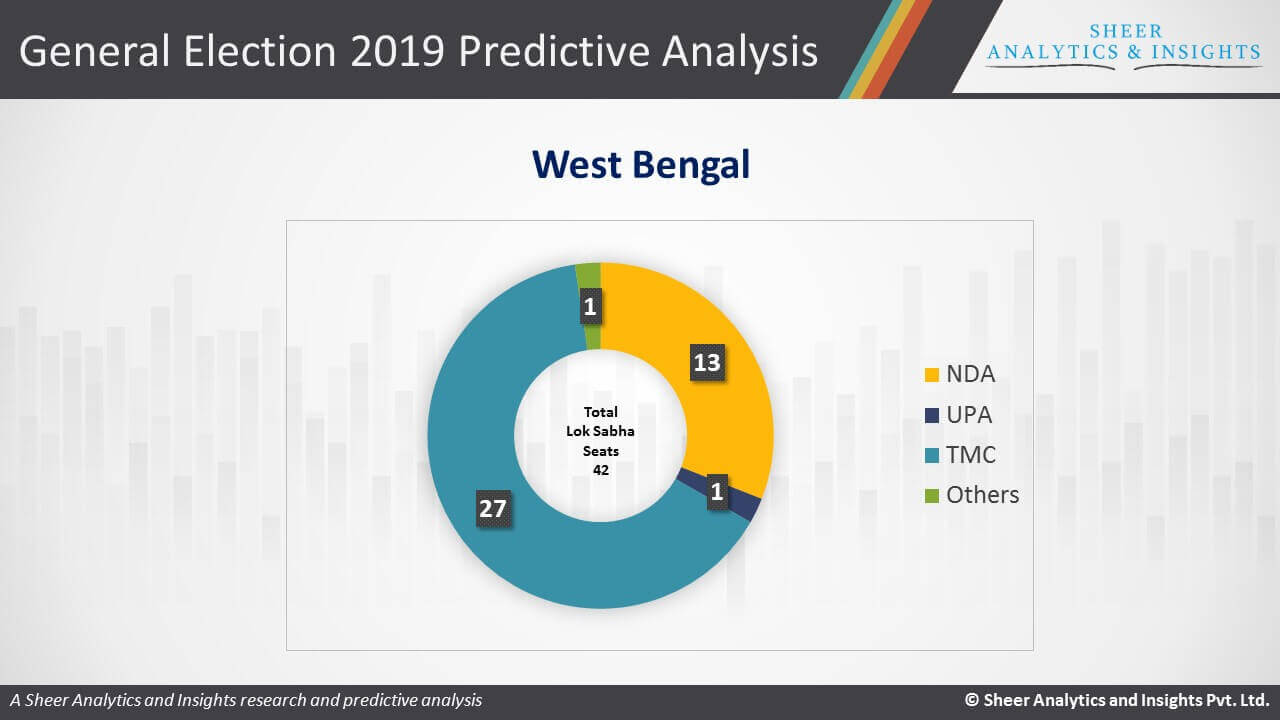 General Election 2019 Predictive Analysis
SHEER
ANALYTICS & INSIGHTS
West Bengal
1
13
Total
Lok Sabha
Seats
42
1
27
NDA
UPA
TMC
Others
A Sheer Analytics and Insights research and predictive analysis
© Sheer Analytics and Insights Pvt. Ltd.